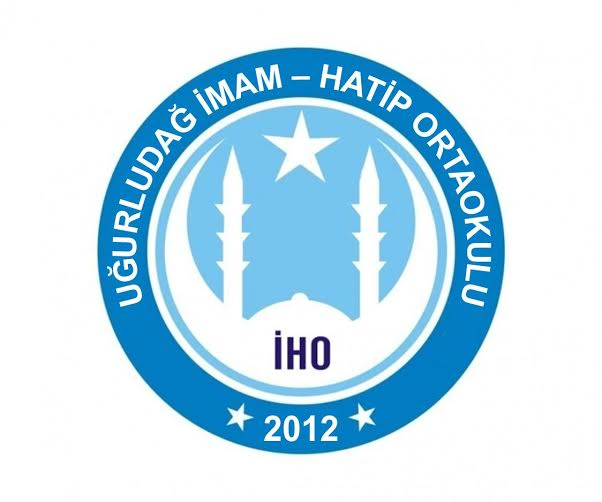 UĞURLUDAĞ İMAM – HATİP ORTAOKULU
İHO
2012